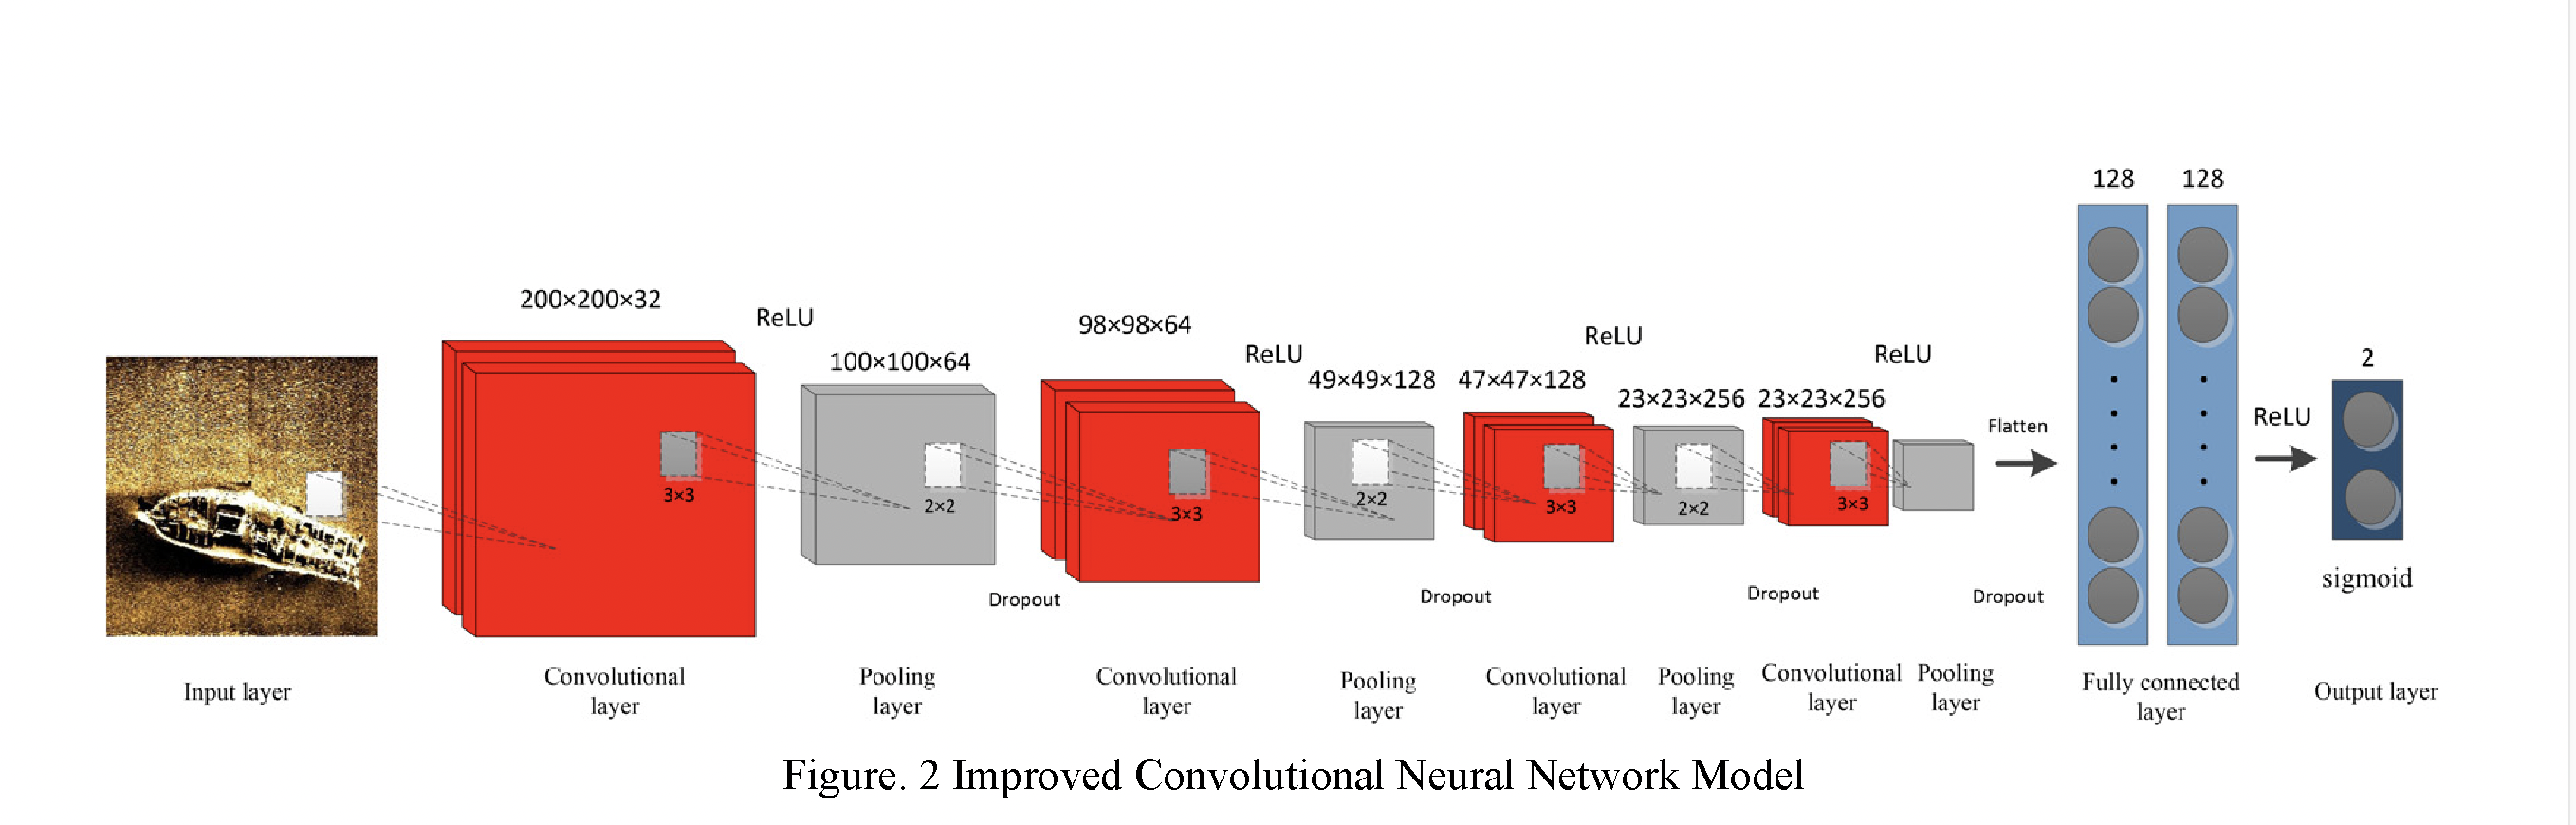 128
128
200×200×32
ReLU
98×98×64
ReLU
ReLU
ReLU
100×100×64
49×49×128
47×47×128
23×23×256
23×23×256
2
Flatten
ReLU
3×3
2×2
3×3
2×2
3×3
2×2
3×3
sigmoid
Dropout
Dropout
Dropout
Dropout
Input layer
Convolutional
layer
Pooling
layer
Convolutional
layer
Pooling
layer
Convolutional
layer
Pooling
layer
Convolutional
layer
Pooling
layer
Fully connected
layer
Output layer
Figure. 2 Improved Convolutional Neural Network Model